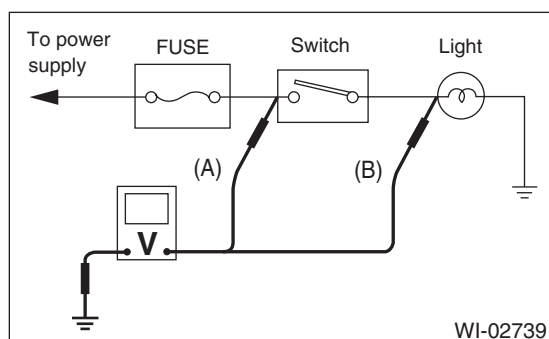 To power
supply
FUSE
Switch
Light
(A)
(B)
V
WI-02739